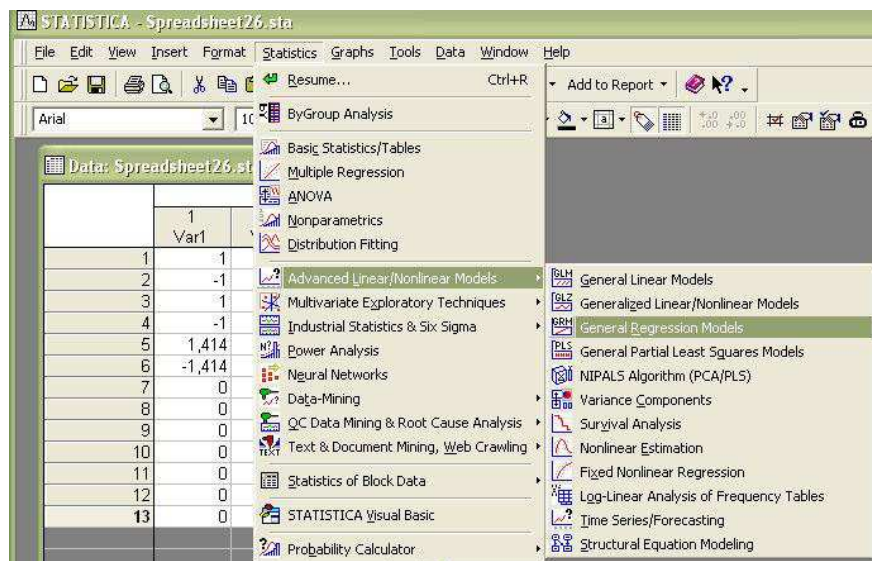 STATISTICA - Spreadsheet26.sta
File Edit View Insert Format Statistics Graphs Tools Data Window Help
Resume... Ctrl+R
Add to Report
Arial
10
ByGroup Analysis
Data: Spreadsheet26.st
Basic Statistics/Tables
Multiple Regression
ANOVA
Nonparametrics
Distribution Fitting
1
Var1
1 1
2 -1
3 1
4 -1
5 1,414
6 -1,414
7 0
8 0
9 0
10 0
11 0
12 0
13 0
Advanced Linear/Nonlinear Models
Multivariate Exploratory Techniques
Industrial Statistics & Six Sigma
Power Analysis
Neural Networks
Data-Mining
QC Data Mining & Root Cause Analysis
Text & Document Mining, Web Crawling
Statistics of Block Data
STATISTICA Visual Basic
Probability Calculator
GLM General Linear Models
GLZ Generalized Linear/Nonlinear Models
GRM General Regression Models
PLS General Partial Least Squares Models
NIPALS Algorithm (PCA/PLS)
Variance Components
Survival Analysis
Nonlinear Estimation
Fixed Nonlinear Regression
Log-Linear Analysis of Frequency Tables
Time Series/Forecasting
Structural Equation Modeling